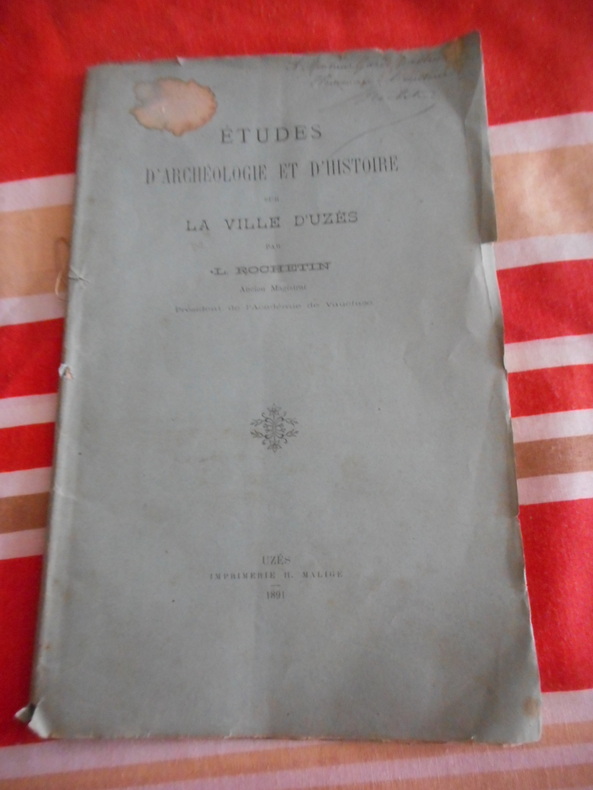 ÉTUDES
D'ARCHÉOLOGIE ET D'HISTOIRE
SUR
LA VILLE D'UZÈS
PAR
L. ROCHETIN
Ancien Magistrat
Président de l'Académie de Vaucluse
UZÈS
IMPRIMERIE H. MALIGE
1891